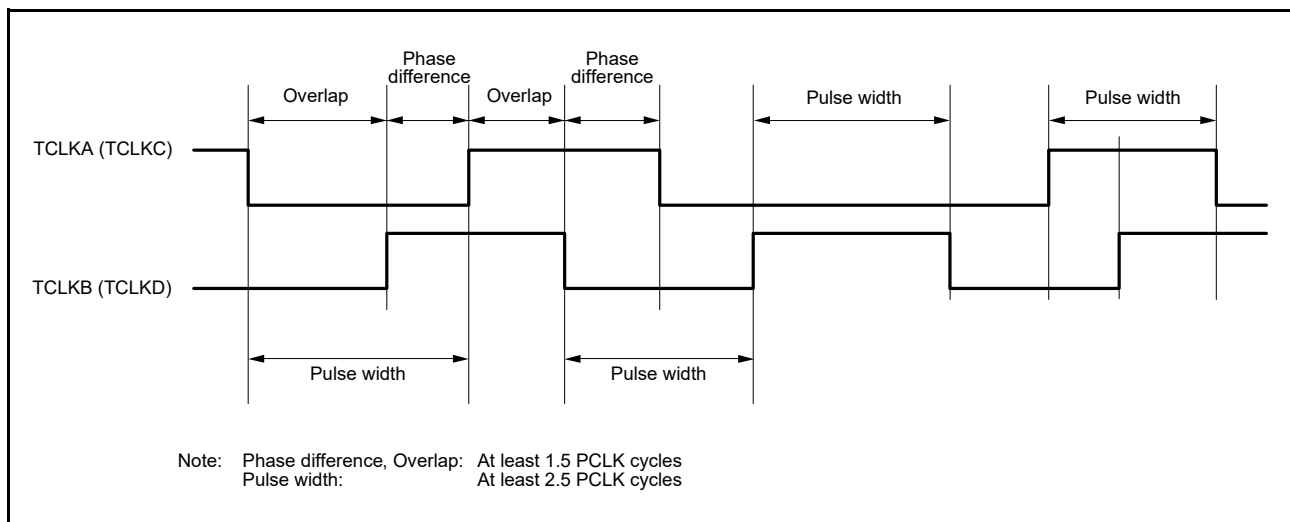 Phase
difference
Phase
difference
Overlap
Overlap
Pulse width
Pulse width
TCLKA (TCLKC)
TCLKB (TCLKD)
Pulse width
Pulse width
Note: Phase difference, Overlap: At least 1.5 PCLK cycles
Pulse width: At least 2.5 PCLK cycles